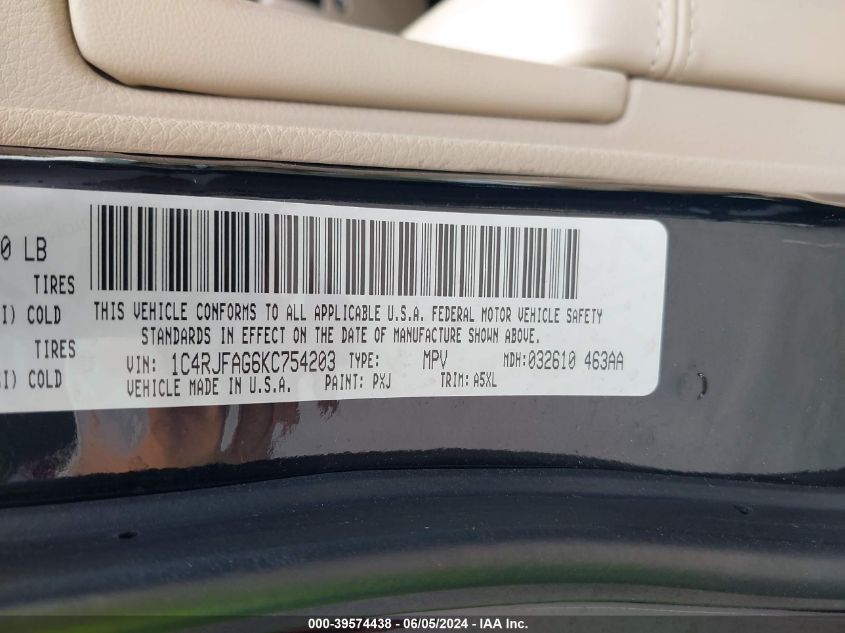 0 LB
TIRES
I) COLD
TIRES
SI) COLD
THIS VEHICLE CONFORMS TO ALL APPLICABLE U.S.A. FEDERAL MOTOR VEHICLE SAFETY
STANDARDS IN EFFECT ON THE DATE OF MANUFACTURE SHOWN ABOVE.
VIN: 1C4RJFAG6KC754203 TYPE: MPV MDH:032610 463AA
VEHICLE MADE IN U.S.A. PAINT: PXJ TRIM: A5XL
000-39574438 - 06/05/2024 - IAA Inc.